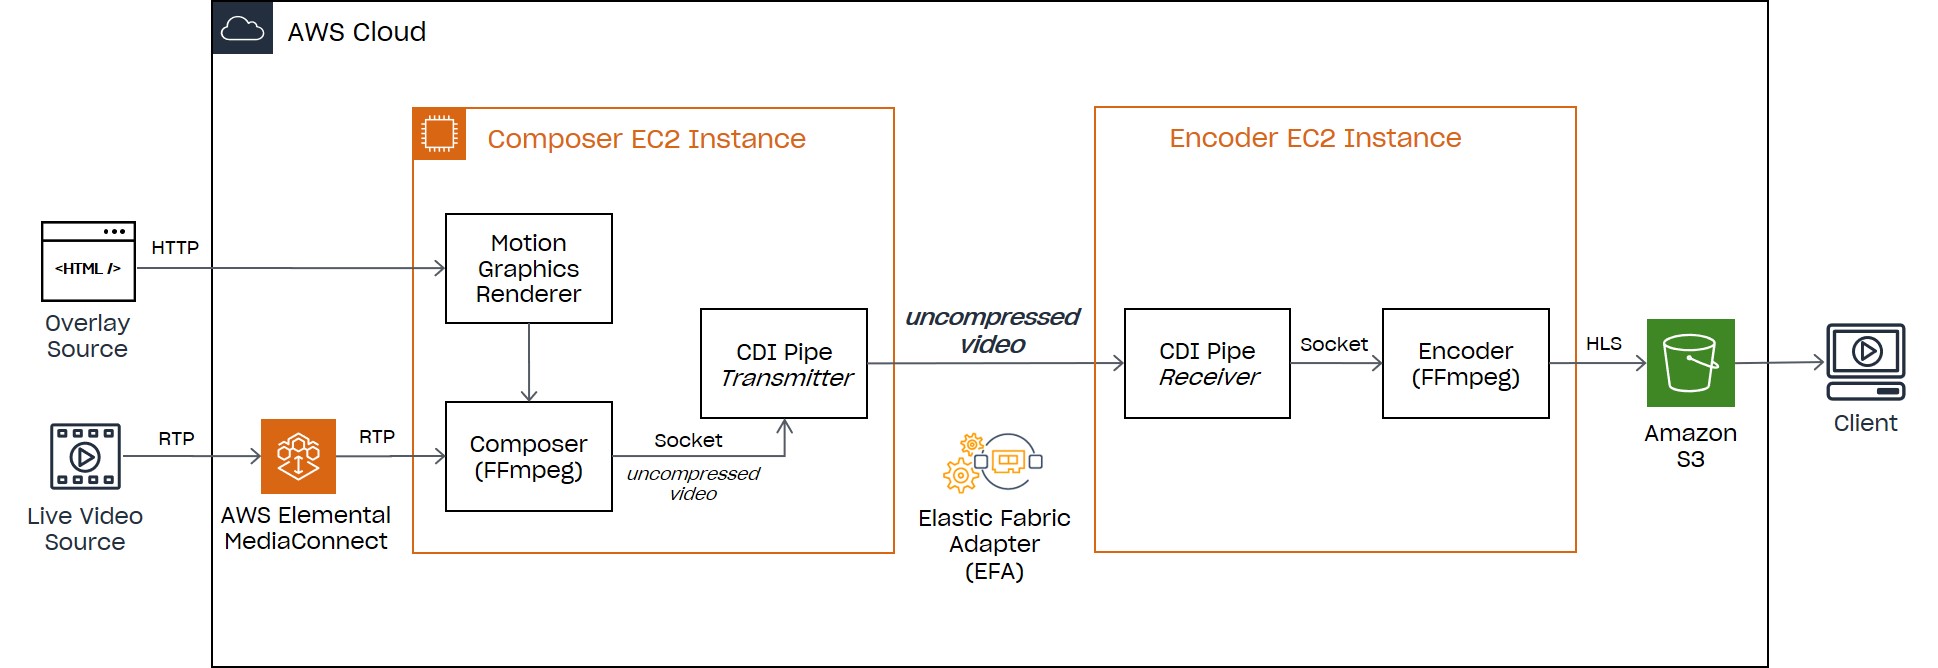 AWS Cloud
Composer EC2 Instance
Encoder EC2 Instance
HTTP
<HTML />
Overlay
Source
Motion
Graphics
Renderer
RTP
Live Video
Source
AWS Elemental
MediaConnect
RTP
Composer
(FFmpeg)
Socket
uncompressed
video
CDI Pipe
Transmitter
uncompressed
video
Elastic Fabric
Adapter
(EFA)
CDI Pipe
Receiver
Socket
Encoder
(FFmpeg)
HLS
Amazon
S3
Client